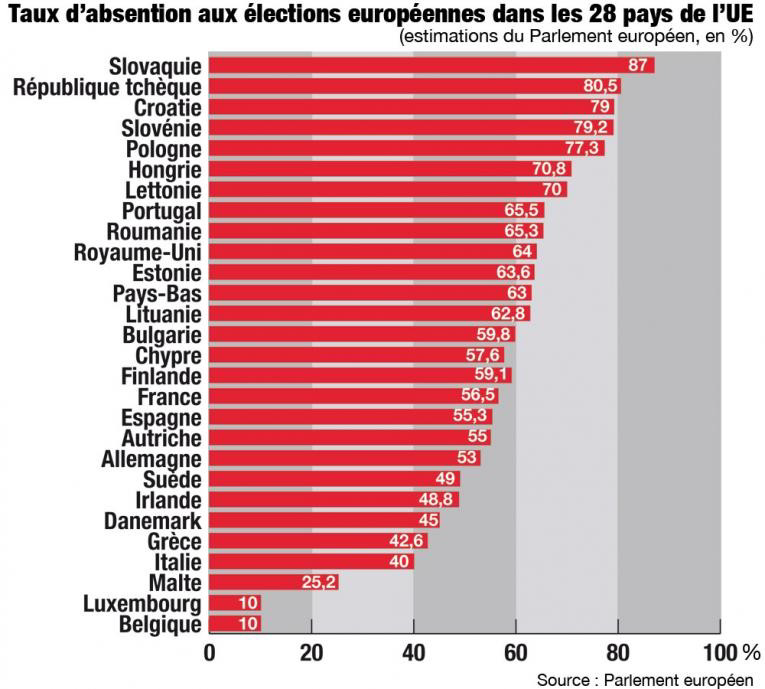 Taux d’absention aux élections européennes dans les 28 pays de l’UE
(estimations du Parlement européen, en %)
Slovaquie 87
République tchèque 80,5
Croatie 79
Slovénie 79,2
Pologne 77,3
Hongrie 70,8
Lettonie 70
Portugal 65,5
Roumanie 65,3
Royaume-Uni 64
Estonie 63,6
Pays-Bas 63
Lituanie 62,8
Bulgarie 59,8
Chypre 57,6
Finlande 59,1
France 56,5
Espagne 55,3
Autriche 55
Allemagne 53
Suède 49
Irlande 48,8
Danemark 45
Grèce 42,6
Italie 40
Malte 25,2
Luxembourg 10
Belgique 10
0 20 40 60 80 100 %
Source : Parlement européen